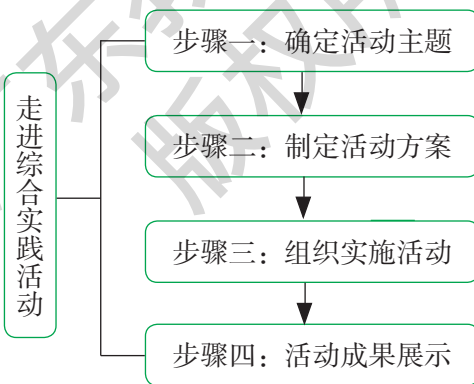 走进综合实践活动
步骤一：确定活动主题
步骤二：制定活动方案
步骤三：组织实施活动
步骤四：活动成果展示
版权